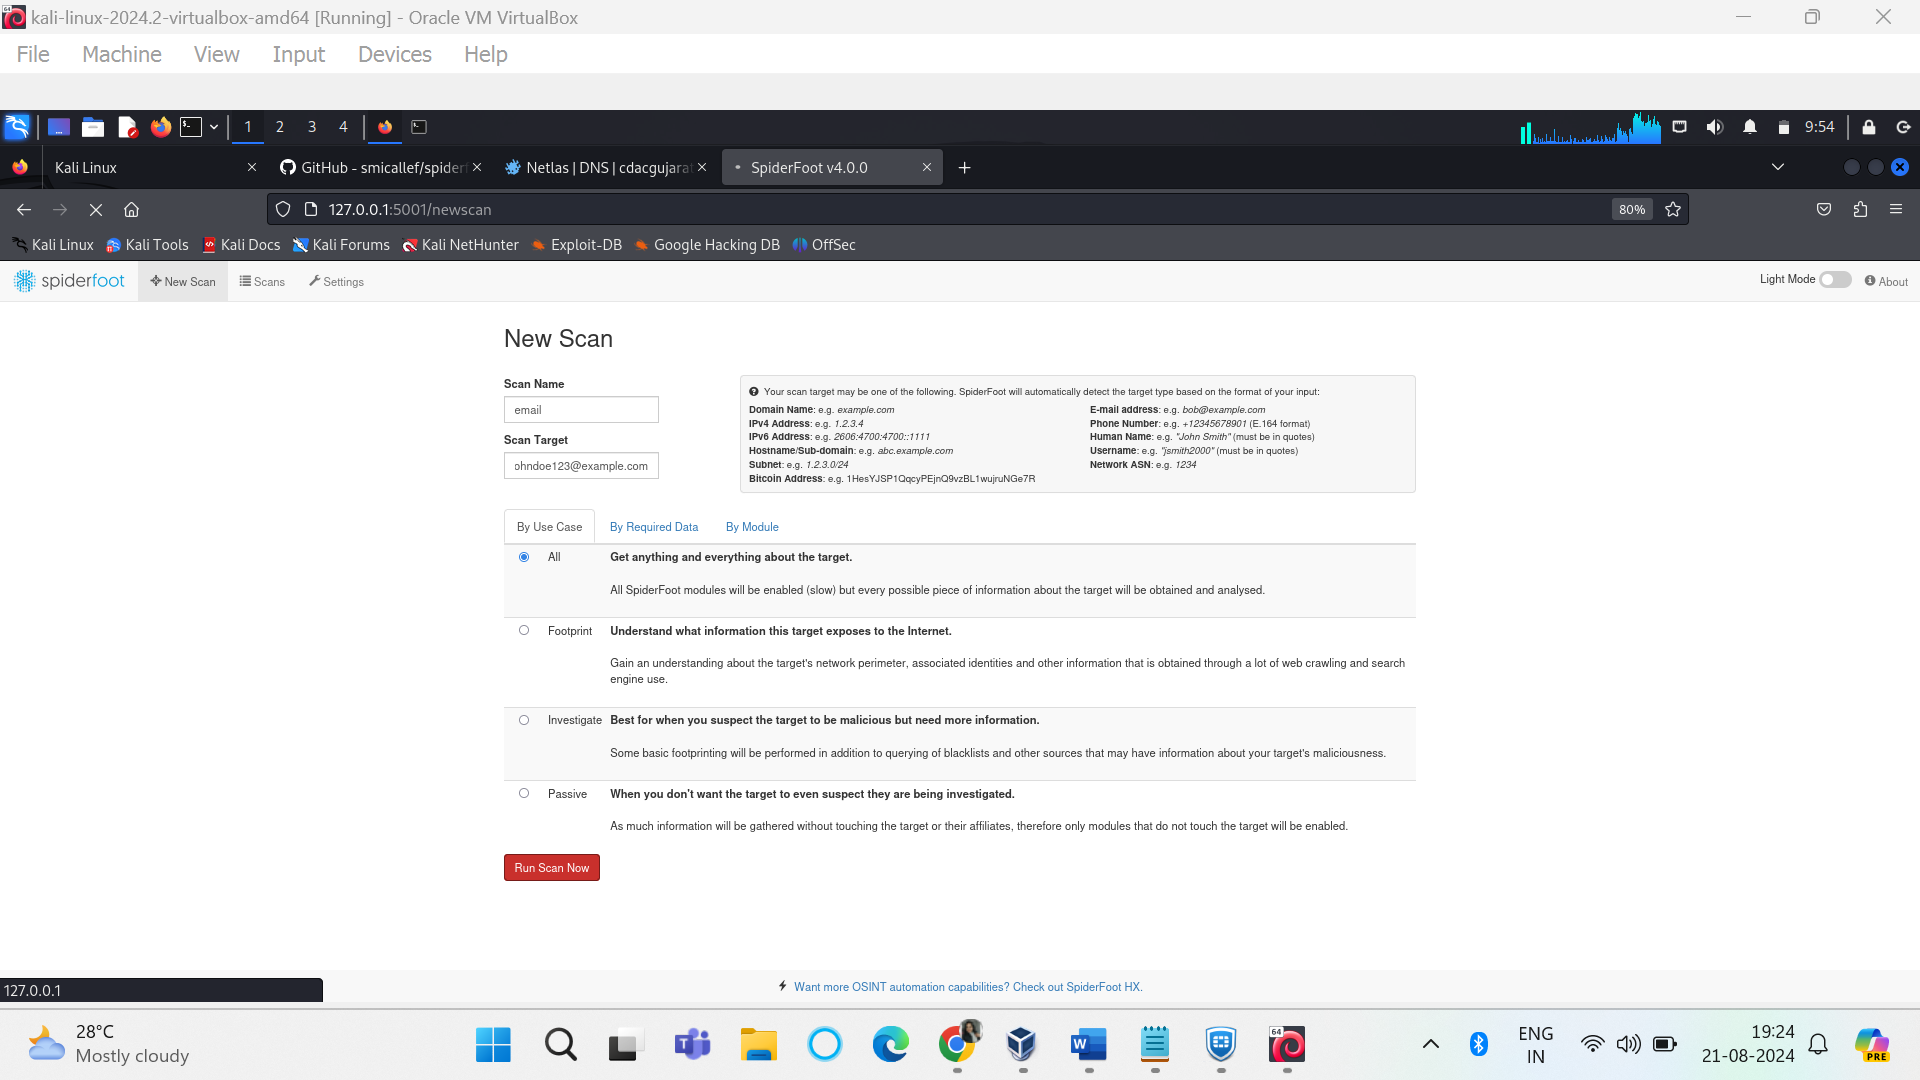 kali-linux-2024.2-virtualbox-amd64 [Running] - Oracle VM VirtualBox
File Machine View Input Devices Help
1 2 3 4 9:54
Kali Linux GitHub - smicallef/spiderf Netlas | DNS | cdacgujarat SpiderFoot v4.0.0
127.0.0.1:5001/newscan 80%
Kali Linux Kali Tools Kali Docs Kali Forums Kali NetHunter Exploit-DB Google Hacking DB OffSec
spiderfoot New Scan Scans Settings Light Mode About
New Scan
Scan Name
email
Scan Target
ohndoe123@example.com
Your scan target may be one of the following. SpiderFoot will automatically detect the target type based on the format of your input:
Domain Name: e.g. example.com
IPv4 Address: e.g. 1.2.3.4
IPv6 Address: e.g. 2606:4700:4700::1111
Hostname/Sub-domain: e.g. abc.example.com
Subnet: e.g. 1.2.3.0/24
Bitcoin Address: e.g. 1HesYJSP1QqcyPEjnQ9vzBL1wujruNGe7R
E-mail address: e.g. bob@example.com
Phone Number: e.g. +12345678901 (E.164 format)
Human Name: e.g. "John Smith" (must be in quotes)
Username: e.g. "jsmith2000" (must be in quotes)
Network ASN: e.g. 1234
By Use Case By Required Data By Module
All Get anything and everything about the target.
All SpiderFoot modules will be enabled (slow) but every possible piece of information about the target will be obtained and analysed.
Footprint Understand what information this target exposes to the Internet.
Gain an understanding about the target's network perimeter, associated identities and other information that is obtained through a lot of web crawling and search
engine use.
Investigate Best for when you suspect the target to be malicious but need more information.
Some basic footprinting will be performed in addition to querying of blacklists and other sources that may have information about your target's maliciousness.
Passive When you don't want the target to even suspect they are being investigated.
As much information will be gathered without touching the target or their affiliates, therefore only modules that do not touch the target will be enabled.
Run Scan Now
127.0.0.1
Want more OSINT automation capabilities? Check out SpiderFoot HX.
28°C
Mostly cloudy
64
ENG
IN
19:24
21-08-2024
PRE